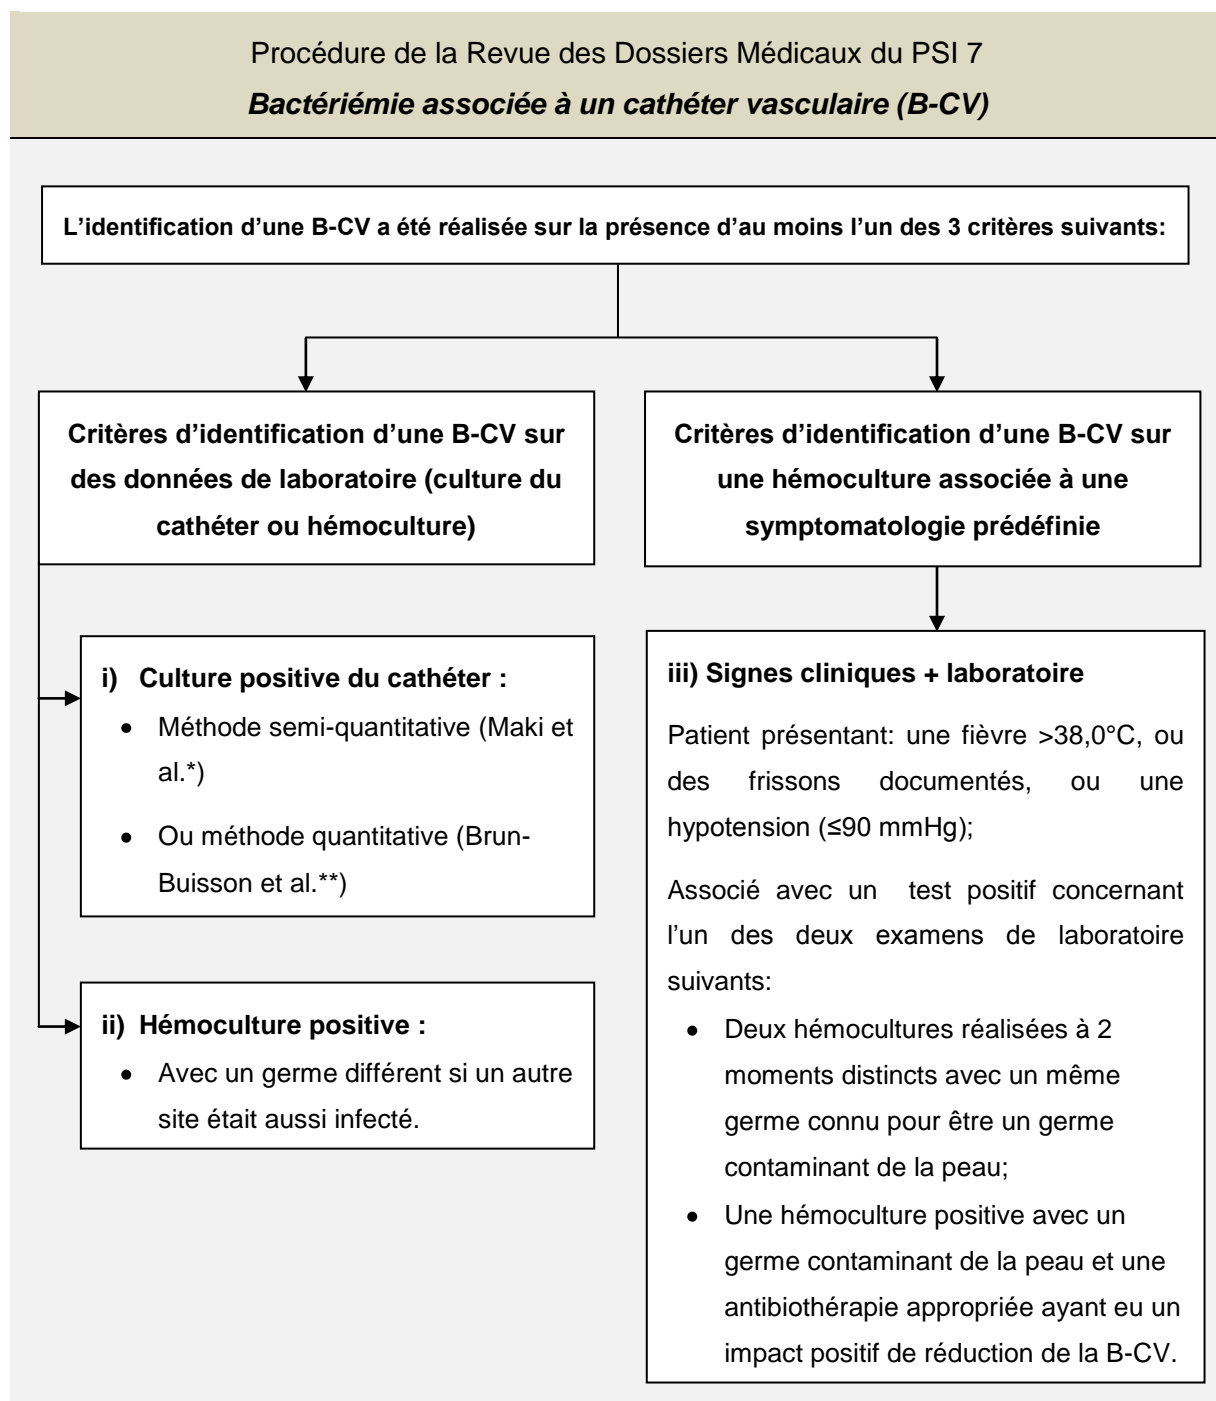 Procédure de la Revue des Dossiers Médicaux du PSI 7
Bactériémie associée à un cathéter vasculaire (B-CV)
L’identification d’une B-CV a été réalisée sur la présence d’au moins l’un des 3 critères suivants:
Critères d’identification d’une B-CV sur
des données de laboratoire (culture du
cathéter ou hémoculture)
i) Culture positive du cathéter :
• Méthode semi-quantitative (Maki et
al.*)
• Ou méthode quantitative (Brun-
Buisson et al.**)
ii) Hémoculture positive :
• Avec un germe différent si un autre
site était aussi infecté.
Critères d’identification d’une B-CV sur
une hémoculture associée à une
symptomatologie prédéfinie
iii) Signes cliniques + laboratoire
Patient présentant: une fièvre >38,0°C, ou
des frissons documentés, ou une
hypotension (≤90 mmHg);
Associé avec un test positif concernant
l’un des deux examens de laboratoire
suivants:
• Deux hémocultures réalisées à 2
moments distincts avec un même
germe connu pour être un germe
contaminant de la peau;
• Une hémoculture positive avec un
germe contaminant de la peau et une
antibiothérapie appropriée ayant eu un
impact positif de réduction de la B-CV.